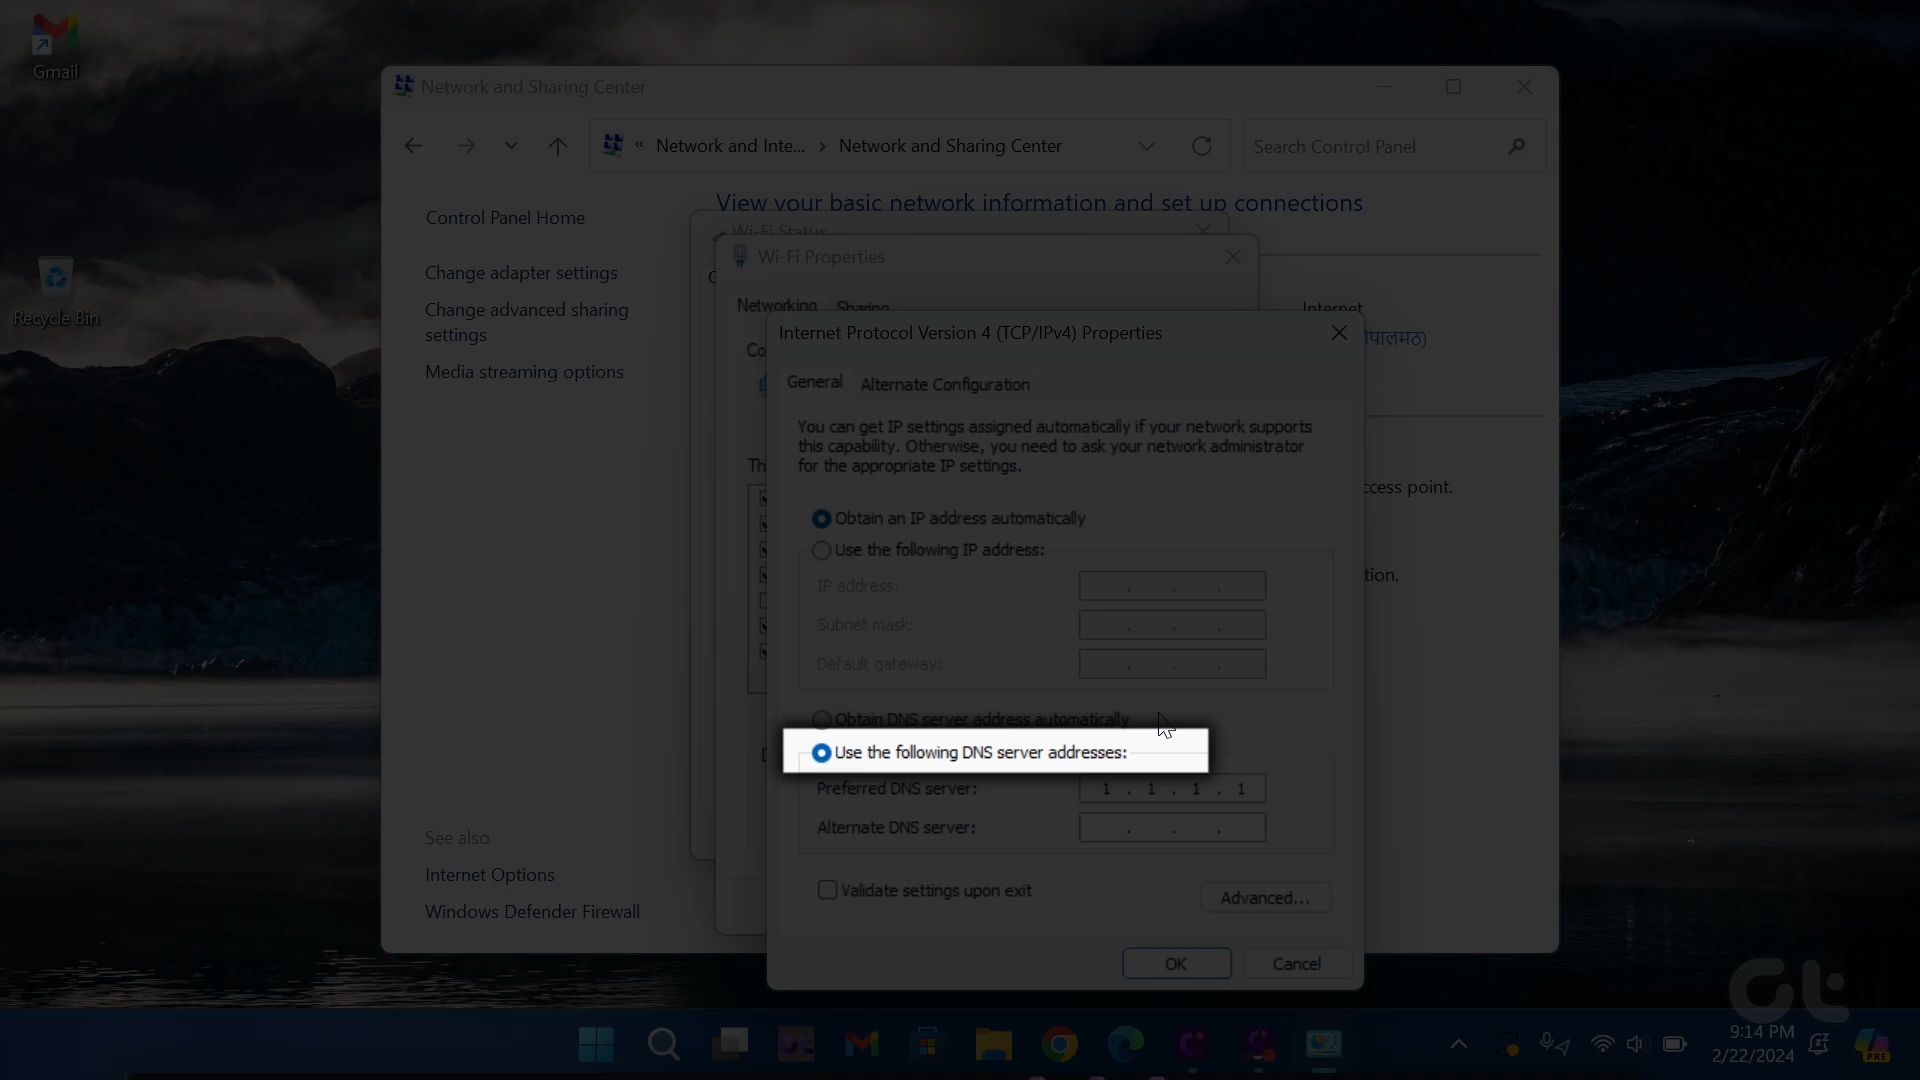 Gmail
Recycle Bin
Network and Sharing Center
« Network and Inte... › Network and Sharing Center
Search Control Panel
Control Panel Home
Change adapter settings
Change advanced sharing
settings
Media streaming options
View your basic network information and set up connections
Wi-Fi Status
Wi-Fi Properties
Networking
Sharing
Internet
Internet Protocol Version 4 (TCP/IPv4) Properties
General
Alternate Configuration
You can get IP settings assigned automatically if your network supports
this capability. Otherwise, you need to ask your network administrator
for the appropriate IP settings.
ccess point.
Obtain an IP address automatically
Use the following IP address:
IP address:
Subnet mask:
Default gateway:
Obtain DNS server address automatically
Use the following DNS server addresses:
Preferred DNS server: 1 . 1 . 1 . 1
Alternate DNS server:
Validate settings upon exit
Advanced...
OK
Cancel
See also
Internet Options
Windows Defender Firewall
Gt
9:14 PM
2/22/2024
PRE